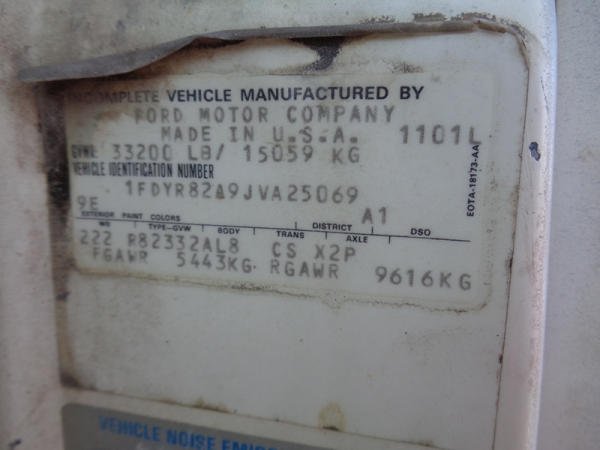 INCOMPLETE VEHICLE MANUFACTURED BY
FORD MOTOR COMPANY
MADE IN U.S.A. 1101L
GVWR 33200 LB/ 15059 KG
VEHICLE IDENTIFICATION NUMBER
1FDYR82A9JVA25069
9E A1
EXTERIOR PAINT COLORS DISTRICT DSO
WB TYPE-GVW BODY TRANS AXLE
222 R82332AL8 CS X2P
FGAWR 5443KG RGAWR 9616KG
EOTA-18173-AA
VEHICLE NOISE